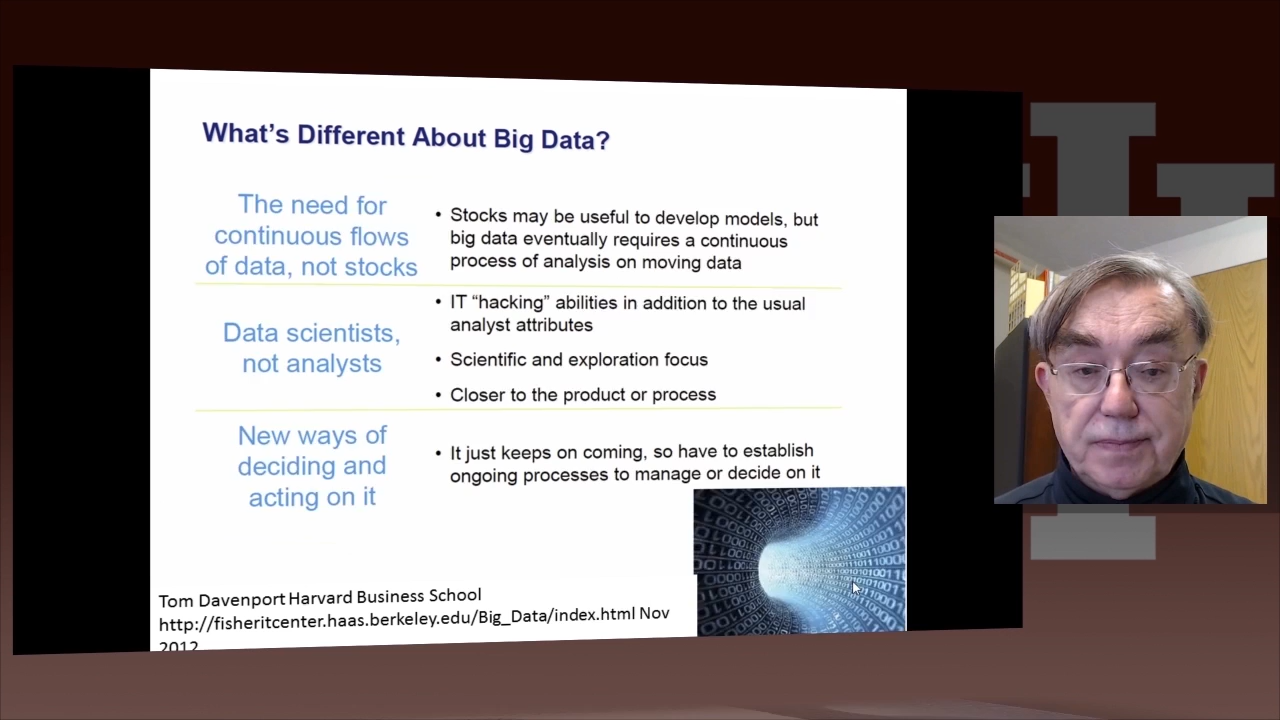 What's Different About Big Data?
The need for
continuous flows
of data, not stocks
• Stocks may be useful to develop models, but
big data eventually requires a continuous
process of analysis on moving data
Data scientists,
not analysts
• IT “hacking” abilities in addition to the usual
analyst attributes
• Scientific and exploration focus
• Closer to the product or process
New ways of
deciding and
acting on it
• It just keeps on coming, so have to establish
ongoing processes to manage or decide on it
Tom Davenport Harvard Business School
http://fisheritcenter.haas.berkeley.edu/Big_Data/index.html Nov
2012